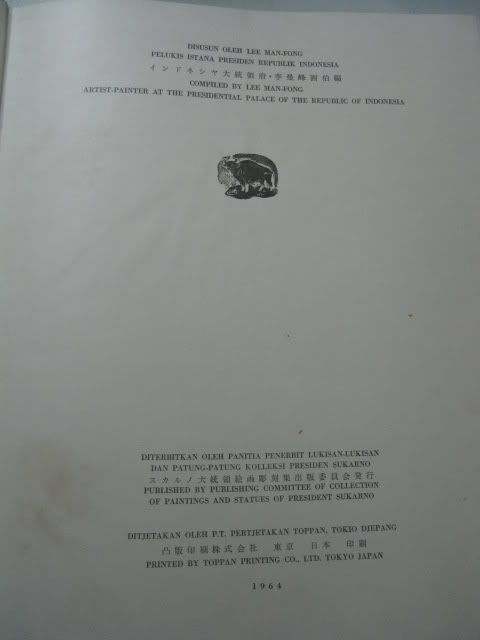 DISUSUN OLEH LEE MAN-FONG
PELUKIS ISTANA PRESIDEN REPUBLIK INDONESIA
インドネシヤ大統領府・李曼峰画伯編
COMPILED BY LEE MAN-FONG
ARTIST-PAINTER AT THE PRESIDENTIAL PALACE OF THE REPUBLIC OF INDONESIA
DITERBITKAN OLEH PANITIA PENERBIT LUKISAN-LUKISAN
DAN PATUNG-PATUNG KOLLEKSI PRESIDEN SUKARNO
スカルノ大統領絵画彫刻集出版委員会発行
PUBLISHED BY PUBLISHING COMMITTEE OF COLLECTION
OF PAINTINGS AND STATUES OF PRESIDENT SUKARNO
DITJETAKAN OLEH P.T. PERTJETAKAN TOPPAN, TOKIO DJEPANG
凸版印刷株式会社 東京 日本 印刷
PRINTED BY TOPPAN PRINTING CO., LTD. TOKYO JAPAN
1964